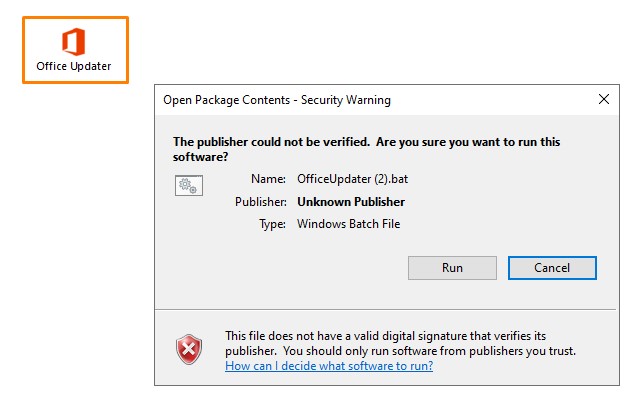 Office Updater
Open Package Contents - Security Warning
The publisher could not be verified. Are you sure you want to run this
software?
Name: OfficeUpdater (2).bat
Publisher: Unknown Publisher
Type: Windows Batch File
Run Cancel
This file does not have a valid digital signature that verifies its
publisher. You should only run software from publishers you trust.
How can I decide what software to run?